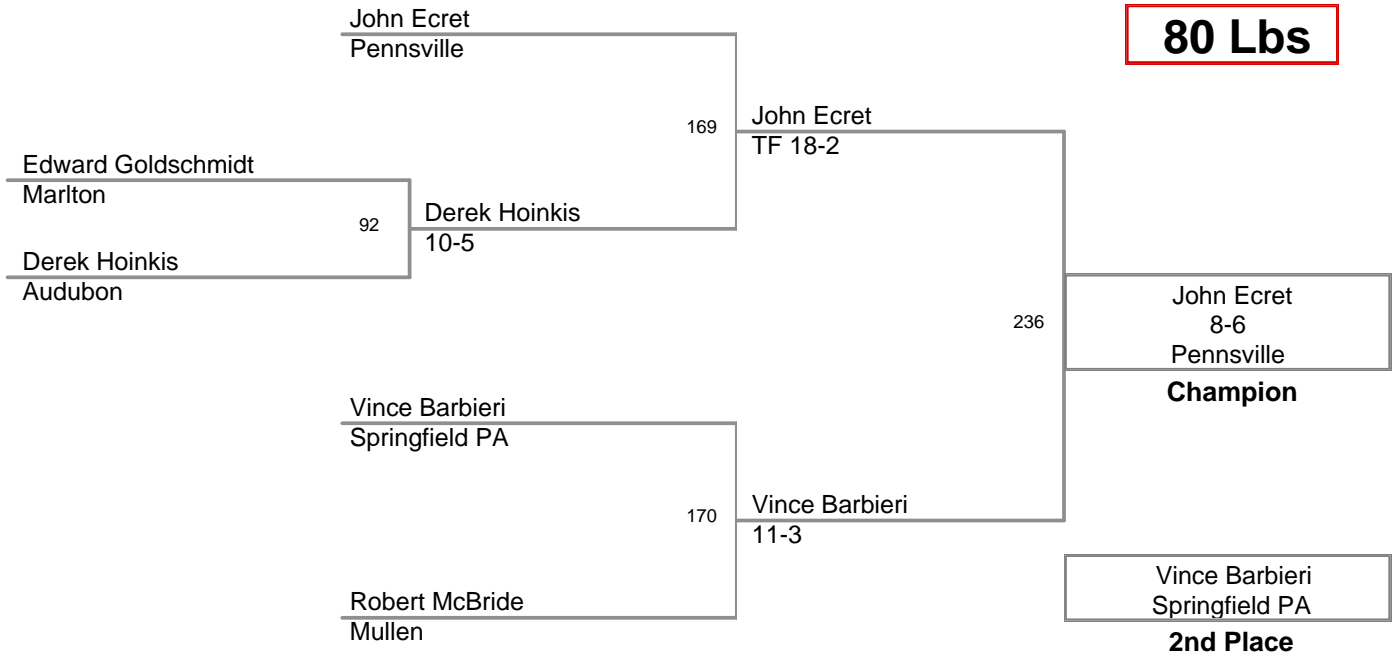 John Ecret
Pennsville
80 Lbs
169
John Ecret
TF 18-2
Edward Goldschmidt
Marlton
92
Derek Hoinkis
10-5
Derek Hoinkis
Audubon
236
John Ecret
8-6
Pennsville
Champion
Vince Barbieri
Springfield PA
170
Vince Barbieri
11-3
Robert McBride
Mullen
Vince Barbieri
Springfield PA
2nd Place